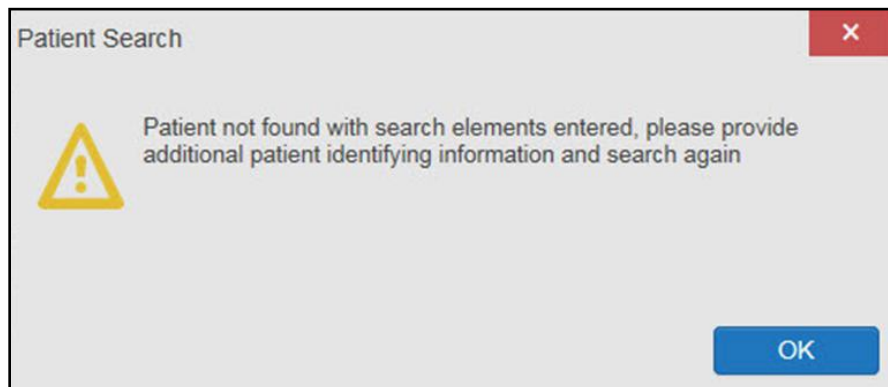 Patient Search
Patient not found with search elements entered, please provide
additional patient identifying information and search again
OK